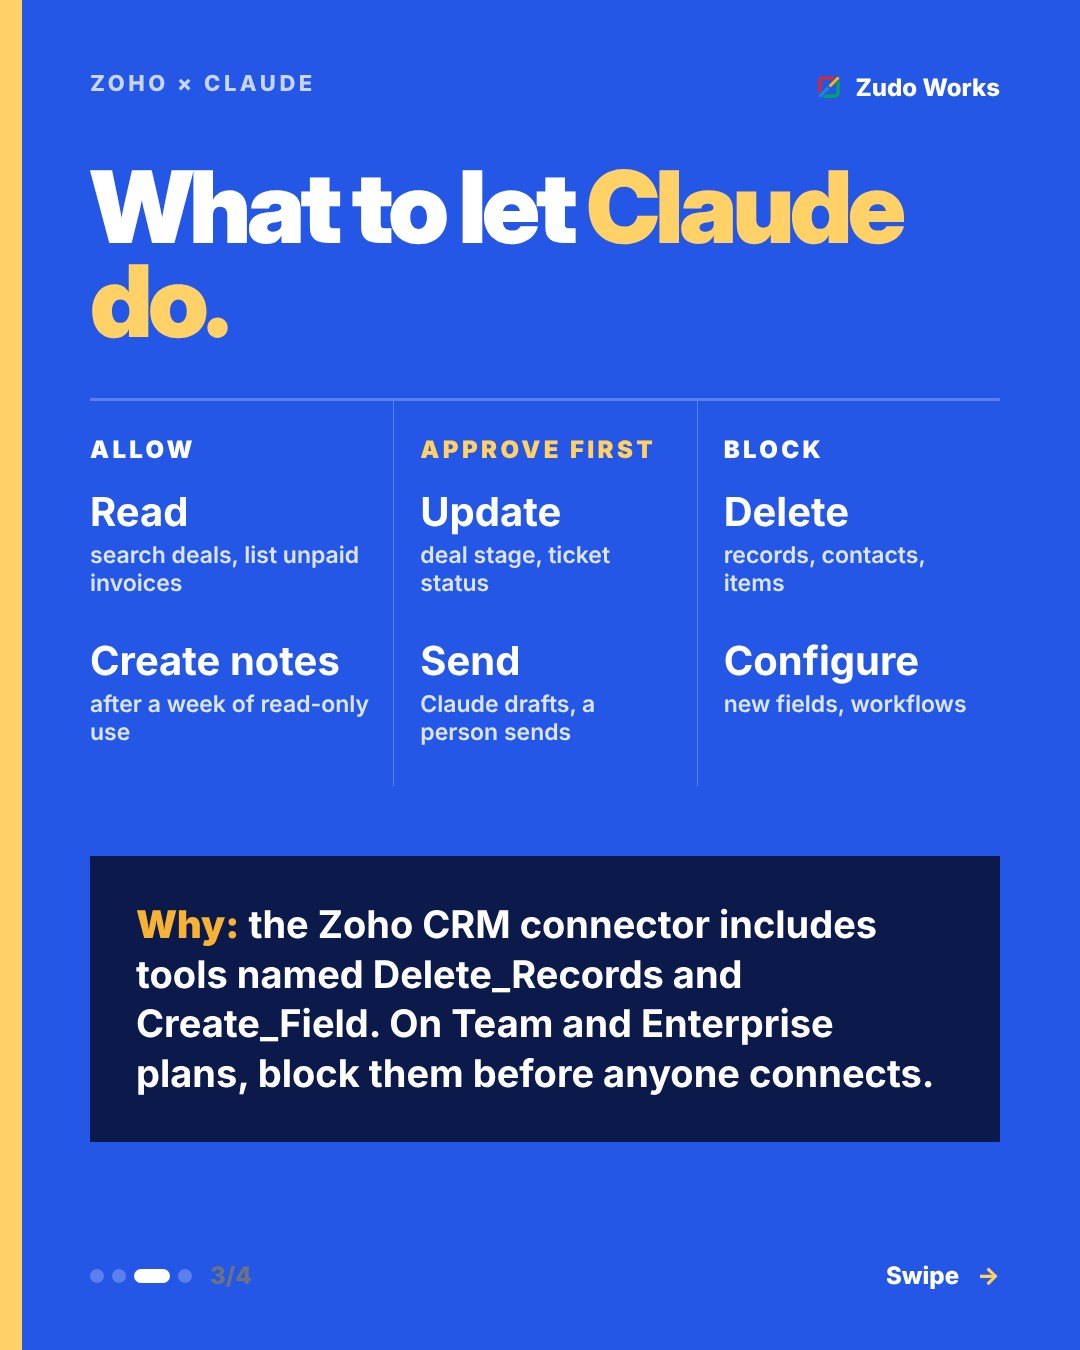 ZOHO × CLAUDE
Zudo Works
What to let Claude
do.
ALLOW
Read
search deals, list unpaid
invoices
Create notes
after a week of read-only
use
APPROVE FIRST
Update
deal stage, ticket
status
Send
Claude drafts, a
person sends
BLOCK
Delete
records, contacts,
items
Configure
new fields, workflows
Why: the Zoho CRM connector includes
tools named Delete_Records and
Create_Field. On Team and Enterprise
plans, block them before anyone connects.
3/4
Swipe →